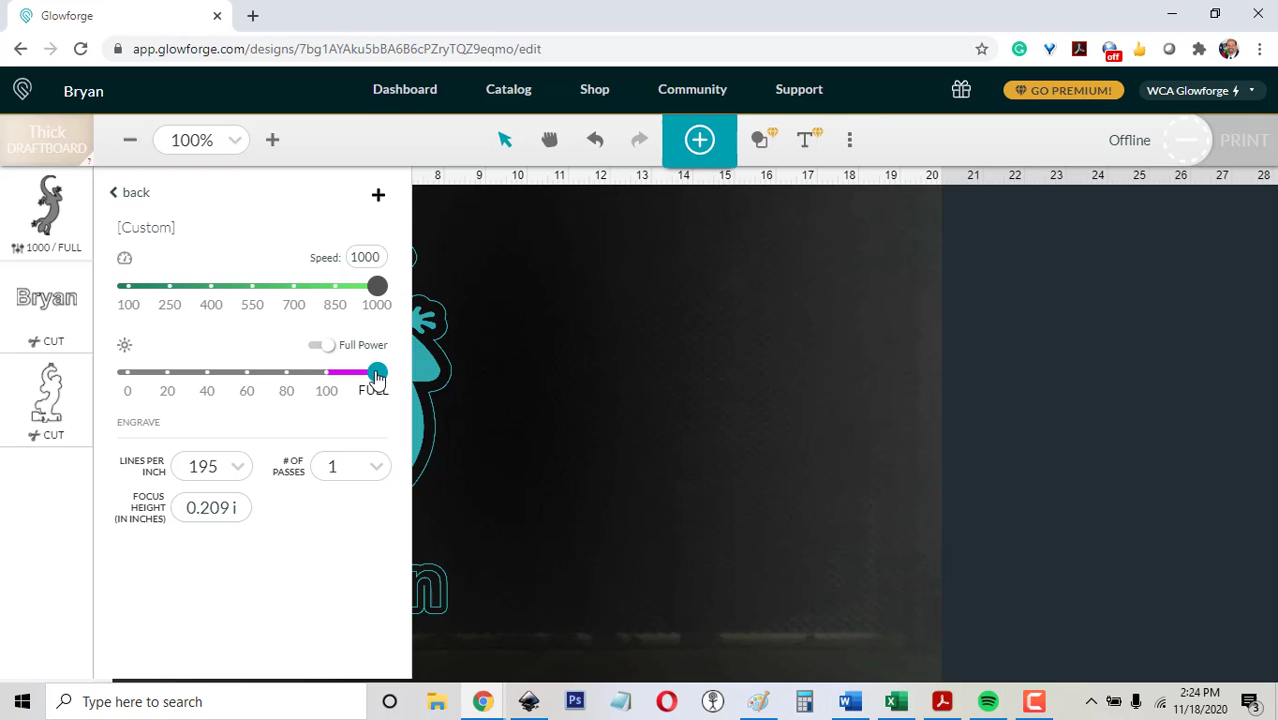 Glowforge
app.glowforge.com/designs/7bg1AYAku5bBA6B6cPZryTQZ9eqmo/edit
off
Bryan
Dashboard
Catalog
Shop
Community
Support
GO PREMIUM!
WCA Glowforge
Thick
DRAFTBOARD
?
100%
T
Offline
PRINT
8 9 10 11 12 13 14 15 16 17 18 19 20 21 22 23 24 25 26 27 28
1000 / FULL
Bryan
CUT
CUT
back
[Custom]
Speed: 1000
100 250 400 550 700 850 1000
Full Power
0 20 40 60 80 100 FULL
ENGRAVE
LINES PER
INCH
195
# OF
PASSES
1
FOCUS
HEIGHT
(IN INCHES)
0.209 i
n
Type here to search
Ps
W
X
2:24 PM
11/18/2020
3